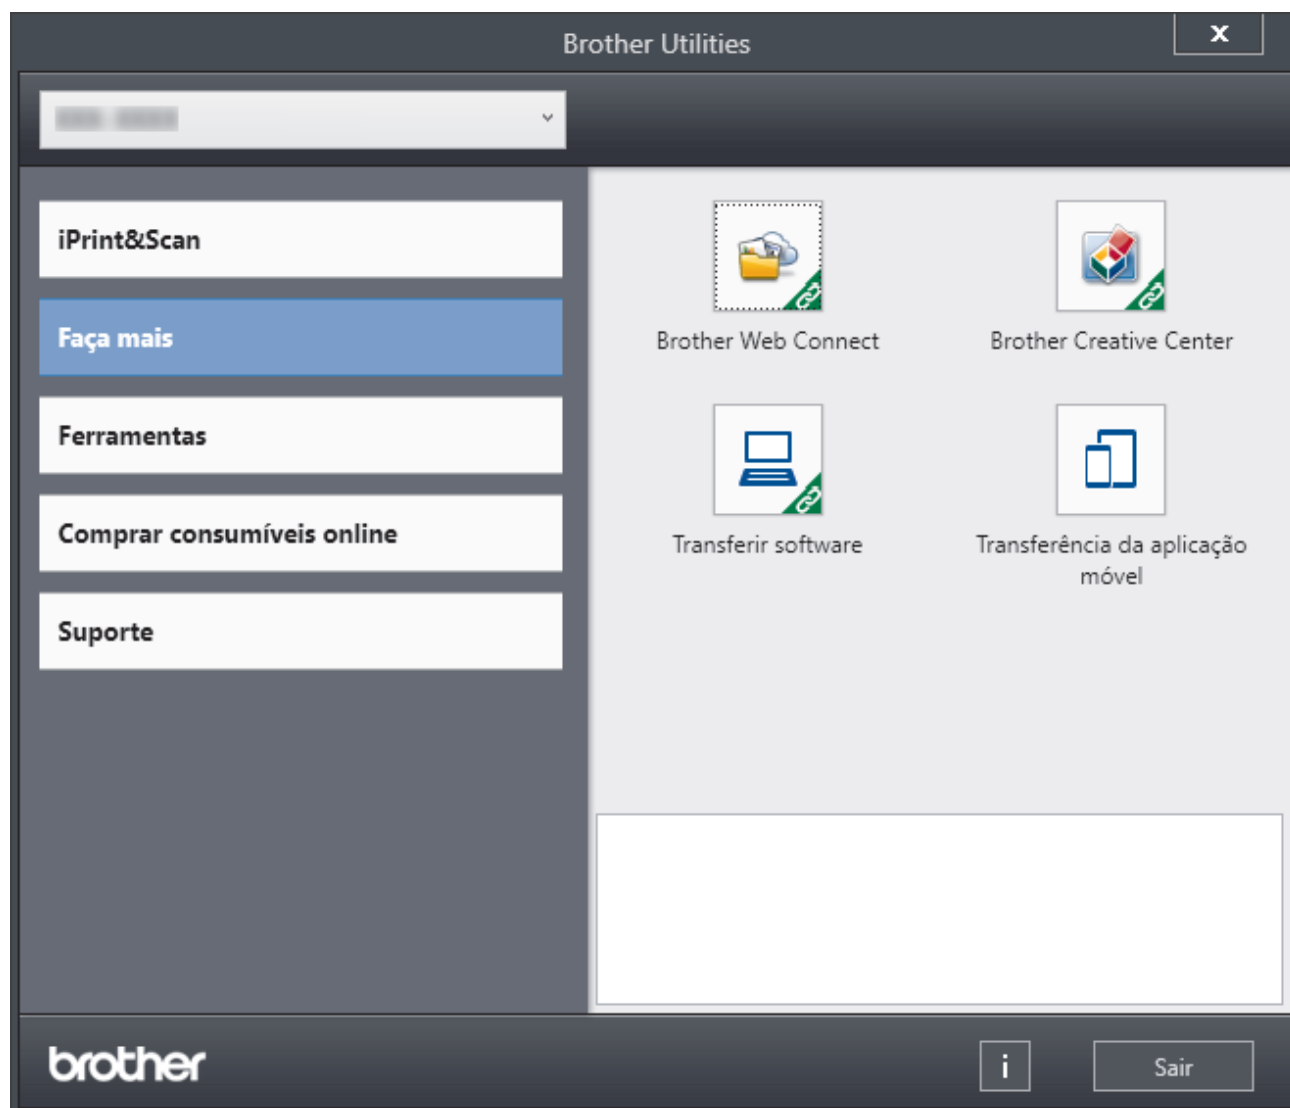 Brother Utilities
x
iPrint&Scan
Faça mais
Ferramentas
Comprar consumíveis online
Suporte
Brother Web Connect
Brother Creative Center
Transferir software
Transferência da aplicação
móvel
brother
i
Sair